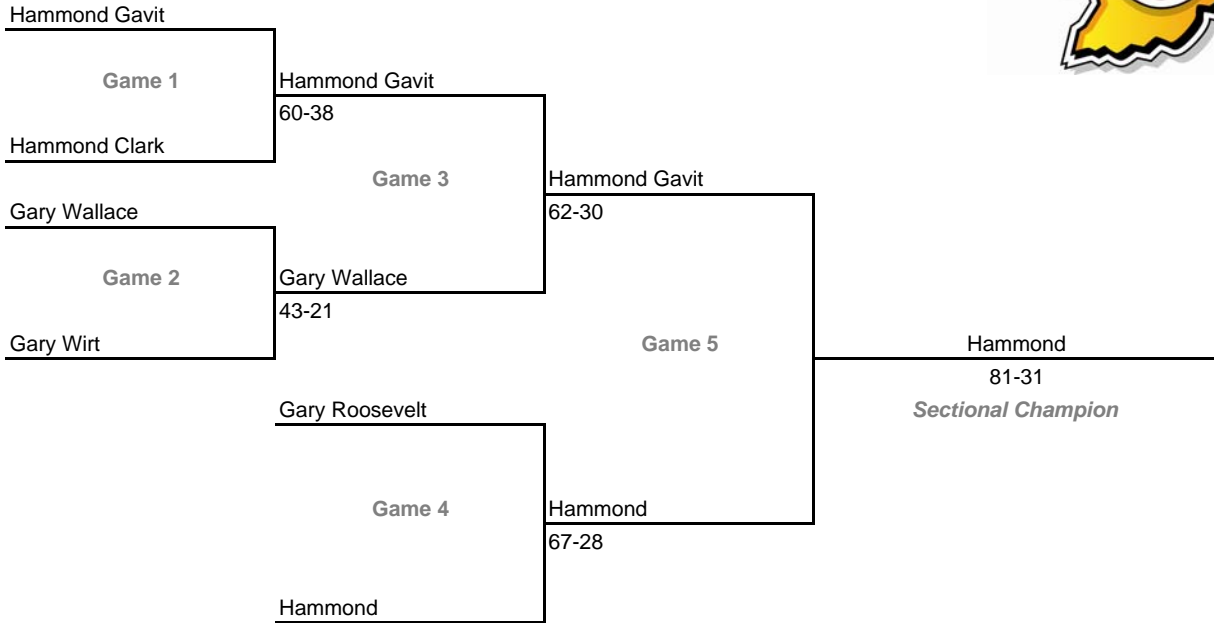 Hammond Gavit
Game 1
Hammond Gavit
60-38
Hammond Clark
Game 3
Hammond Gavit
62-30
Gary Wallace
Game 2
Gary Wallace
43-21
Gary Wirt
Game 5
Hammond
81-31
Sectional Champion
Gary Roosevelt
Game 4
Hammond
67-28
Hammond